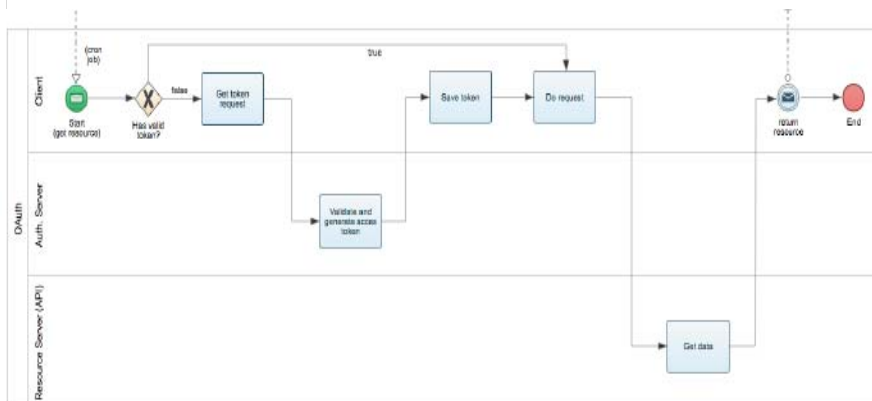 OAuth
Client
Auth. Server
Resource Server (API)
(cron
job)
Start
(get resource)
Has valid
token?
true
false
Get token
request
Validate and
generate acces
token
Save token
Do request
Get data
return
resource
End